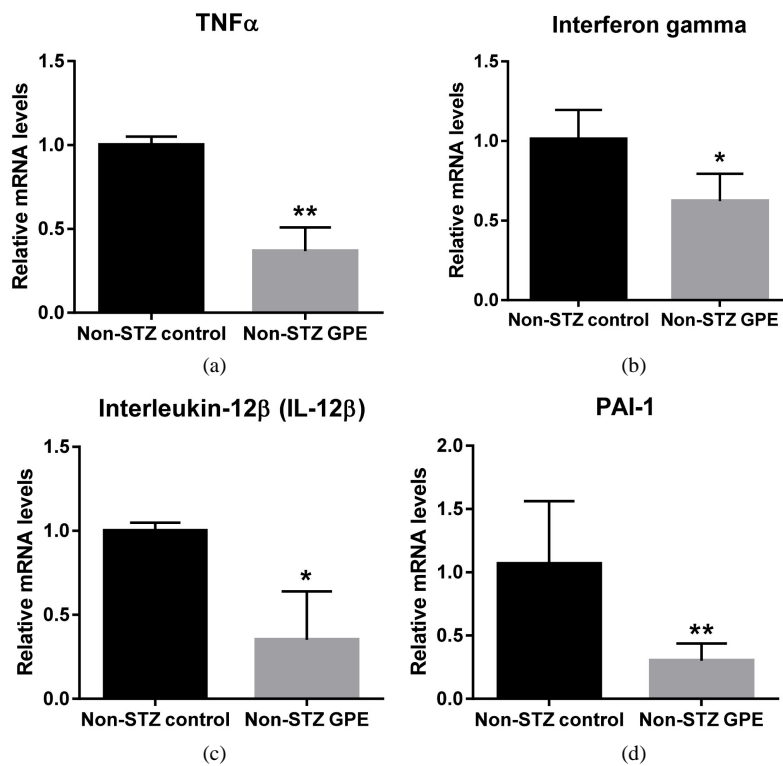 TNFα
Relative mRNA levels
1.5
1.0
0.5
0.0
**
Non-STZ control Non-STZ GPE
(a)
Interferon gamma
Relative mRNA levels
1.5
1.0
0.5
0.0
*
Non-STZ control Non-STZ GPE
(b)
Interleukin-12β (IL-12β)
Relative mRNA levels
1.5
1.0
0.5
0.0
*
Non-STZ control Non-STZ GPE
(c)
PAI-1
Relative mRNA levels
2.0
1.5
1.0
0.5
0.0
**
Non-STZ control Non-STZ GPE
(d)